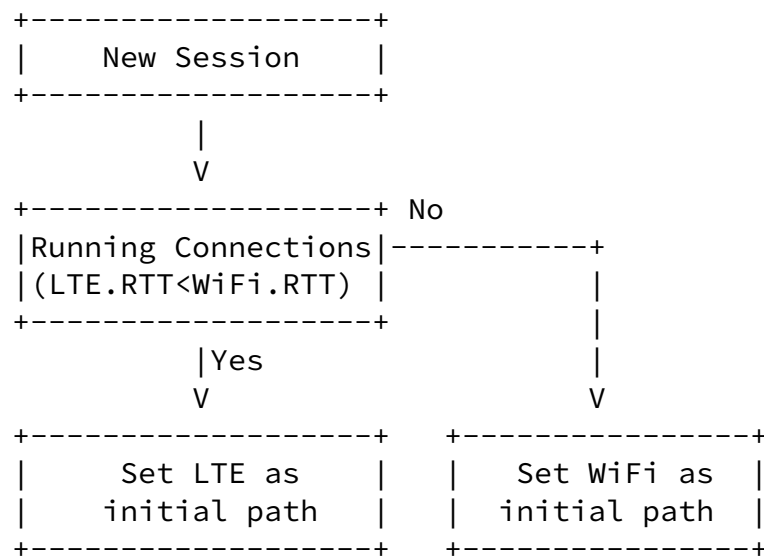 New Session
V
No
Running Connections
(LTE.RTT<WiFi.RTT)
Yes
V
V
Set LTE as
initial path
Set WiFi as
initial path